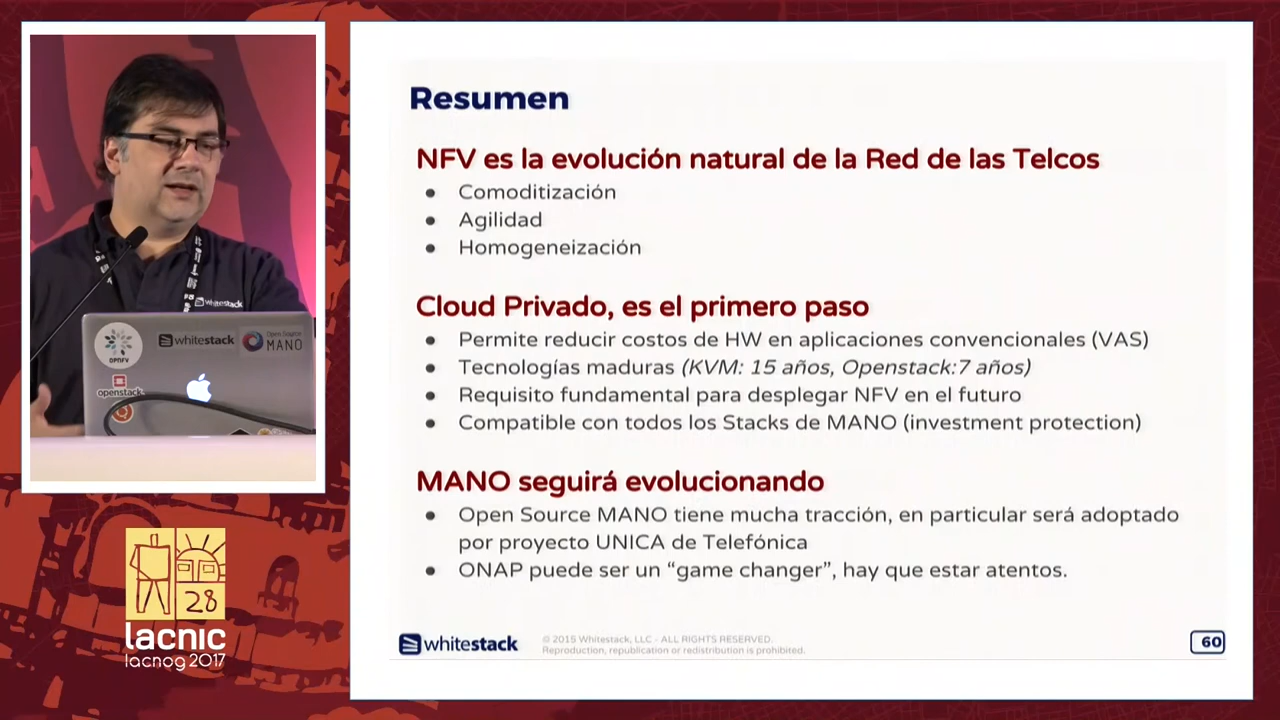 Resumen
NFV es la evolución natural de la Red de las Telcos
● Comoditización
● Agilidad
● Homogeneización
Cloud Privado, es el primero paso
● Permite reducir costos de HW en aplicaciones convencionales (VAS)
● Tecnologías maduras (KVM: 15 años, Openstack:7 años)
● Requisito fundamental para desplegar NFV en el futuro
● Compatible con todos los Stacks de MANO (investment protection)
MANO seguirá evolucionando
● Open Source MANO tiene mucha tracción, en particular será adoptado
por proyecto UNICA de Telefónica
● ONAP puede ser un “game changer”, hay que estar atentos.
whitestack
© 2015 Whitestack, LLC - ALL RIGHTS RESERVED.
Reproduction, republication or redistribution is prohibited.
60
whitestack
OPNFV
whitestack
Open Source
MANO
openstack
28
lacnic
lacnog 2017